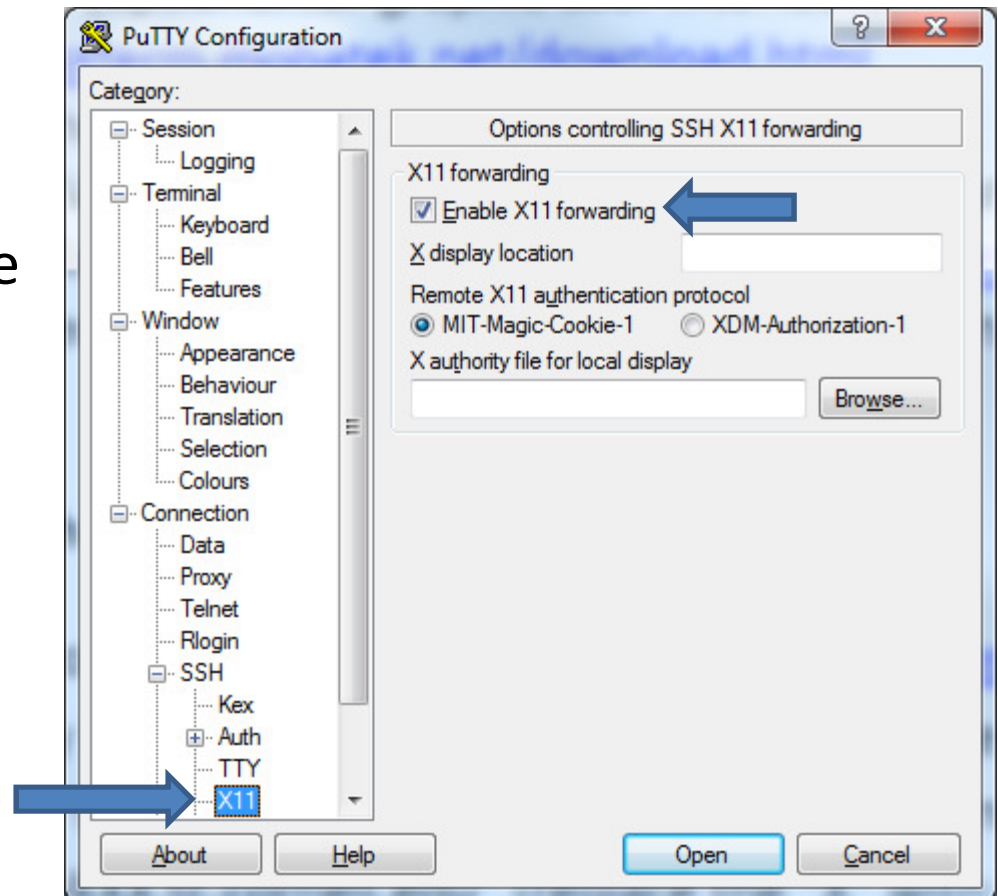 PuTTY Configuration
Category:
Session
Logging
Terminal
Keyboard
Bell
Features
Window
Appearance
Behaviour
Translation
Selection
Colours
Connection
Data
Proxy
Telnet
Rlogin
SSH
Kex
Auth
TTY
X11
Options controlling SSH X11 forwarding
X11 forwarding
Enable X11 forwarding
X display location
Remote X11 authentication protocol
MIT-Magic-Cookie-1 XDM-Authorization-1
X authority file for local display
Browse...
About Help Open Cancel
e